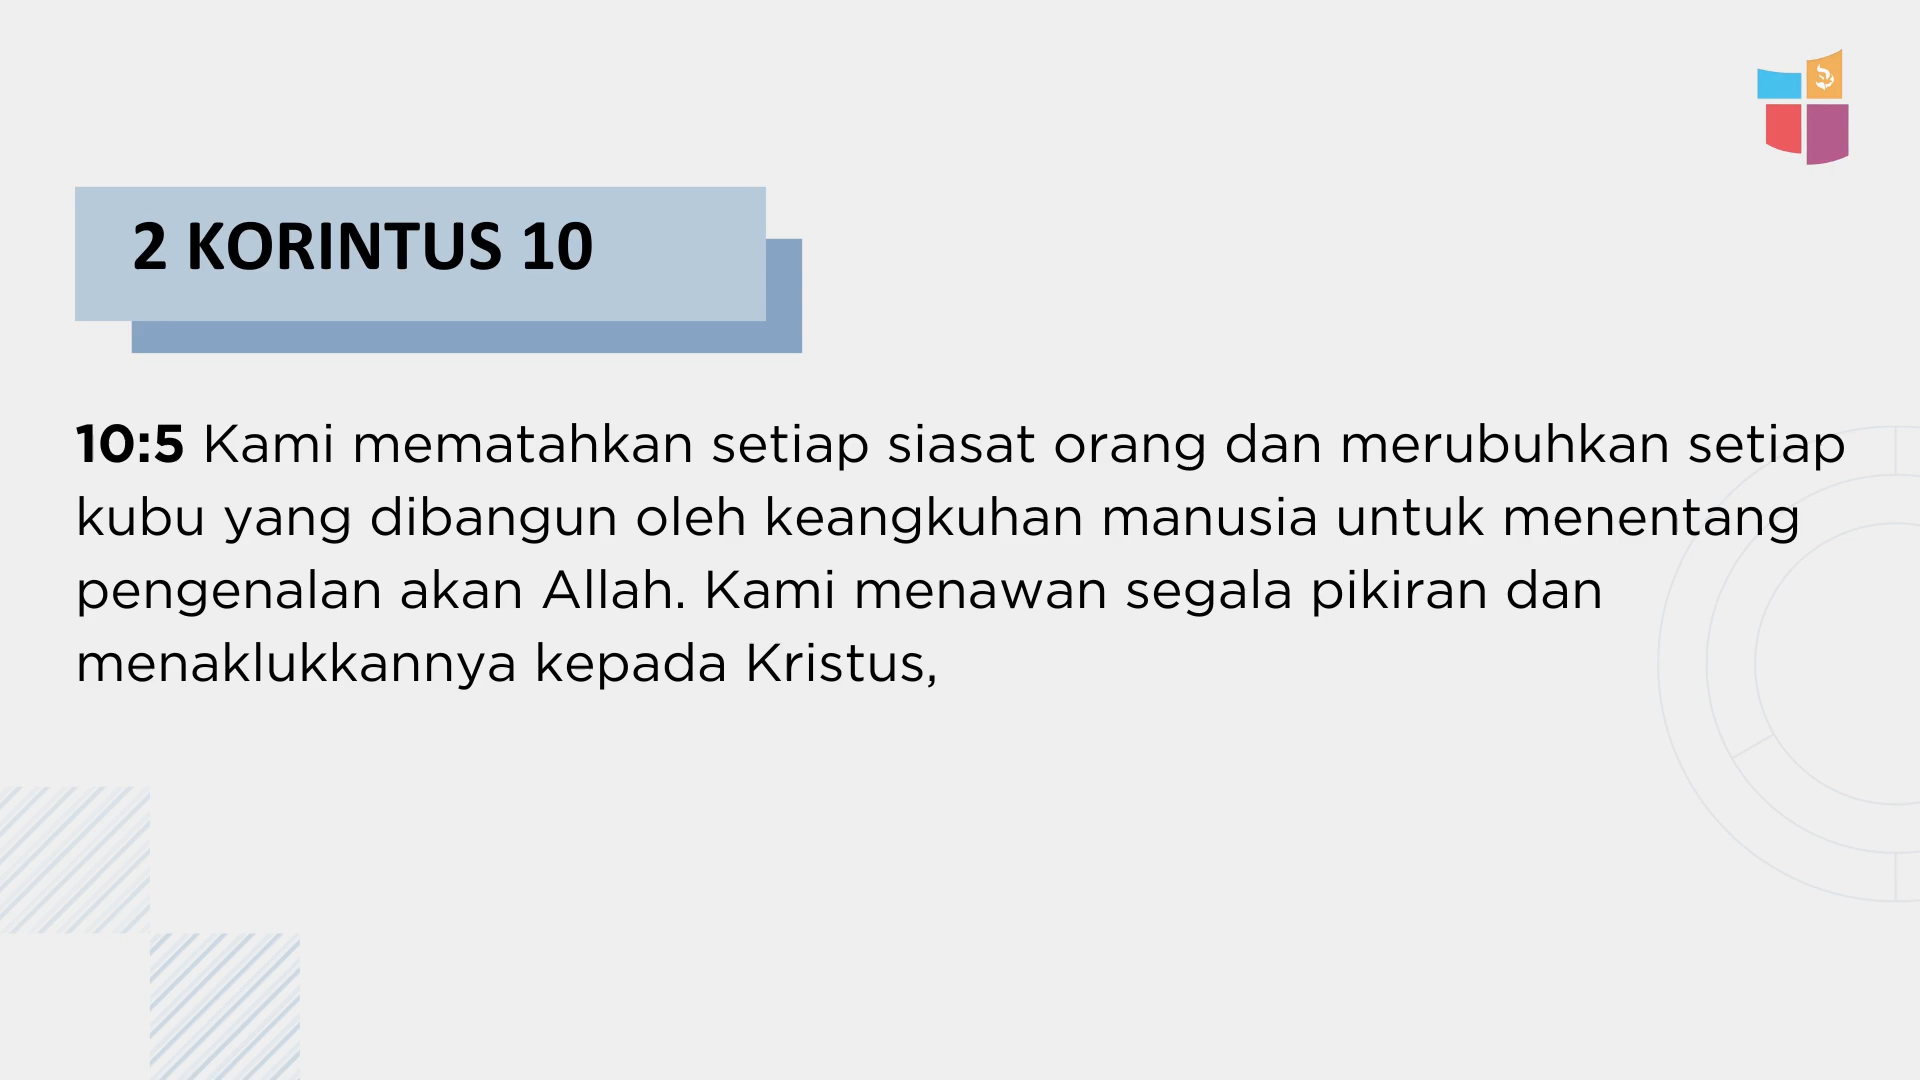 2 KORINTUS 10
10:5 Kami mematahkan setiap siasat orang dan merubuhkan setiap
kubu yang dibangun oleh keangkuhan manusia untuk menentang
pengenalan akan Allah. Kami menawan segala pikiran dan
menaklukkannya kepada Kristus,